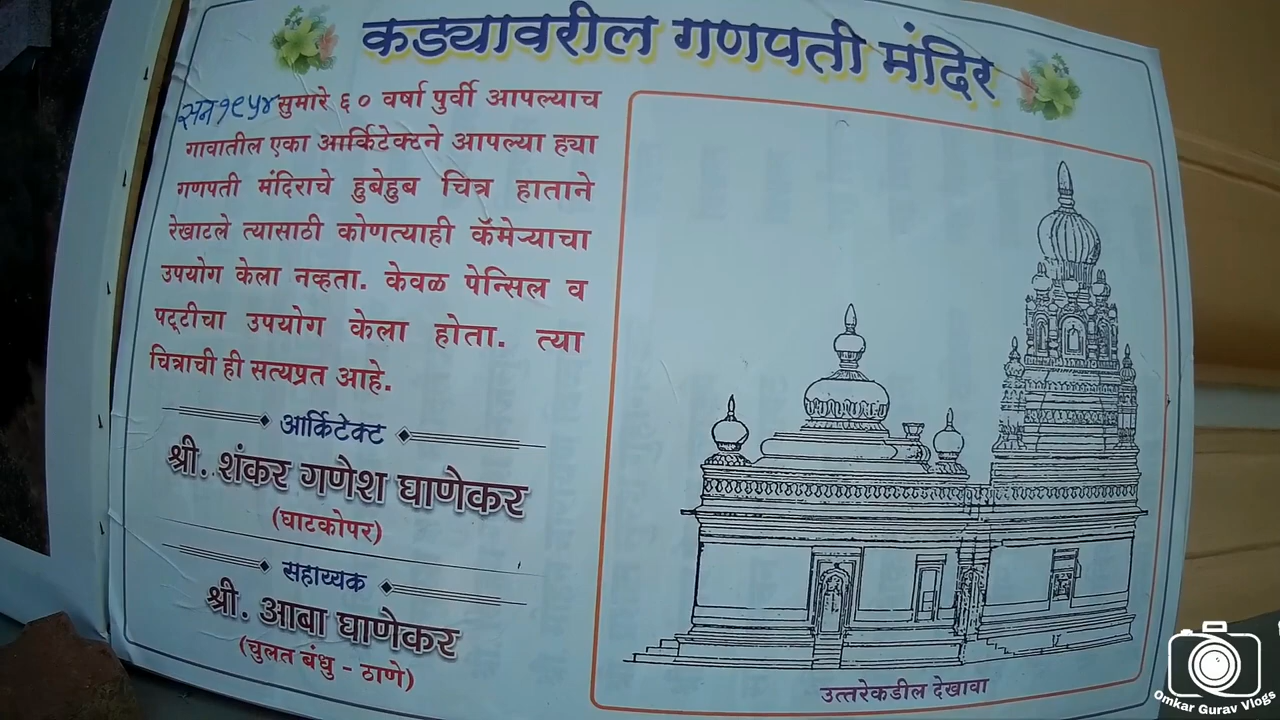 कड्यावरील गणपती मंदिर
सन१९५४ सुमारे ६० वर्षा पुर्वी आपल्याच
गावातील एका आर्किटेक्टने आपल्या ह्या
गणपती मंदिराचे हुबेहुब चित्र हाताने
रेखाटले त्यासाठी कोणत्याही कॅमेऱ्याचा
उपयोग केला नव्हता. केवळ पेन्सिल व
पट्टीचा उपयोग केला होता. त्या
चित्राची ही सत्यप्रत आहे.
आर्किटेक्ट
श्री. शंकर गणेश घाणेकर
(घाटकोपर)
सहाय्यक
श्री. आबा घाणेकर
(चुलत बंधु - ठाणे)
उत्तरेकडील देखावा
Omkar Gurav Vlogs